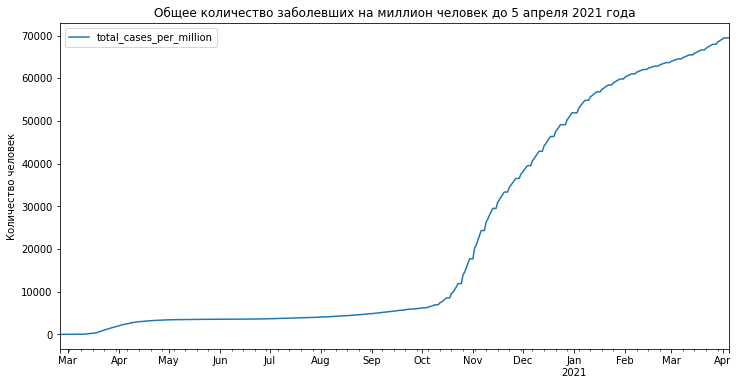 Общее количество заболевших на миллион человек до 5 апреля 2021 года
total_cases_per_million
Количество человек
70000
60000
50000
40000
30000
20000
10000
0
Mar Apr May Jun Jul Aug Sep Oct Nov Dec Jan Feb Mar Apr
2021